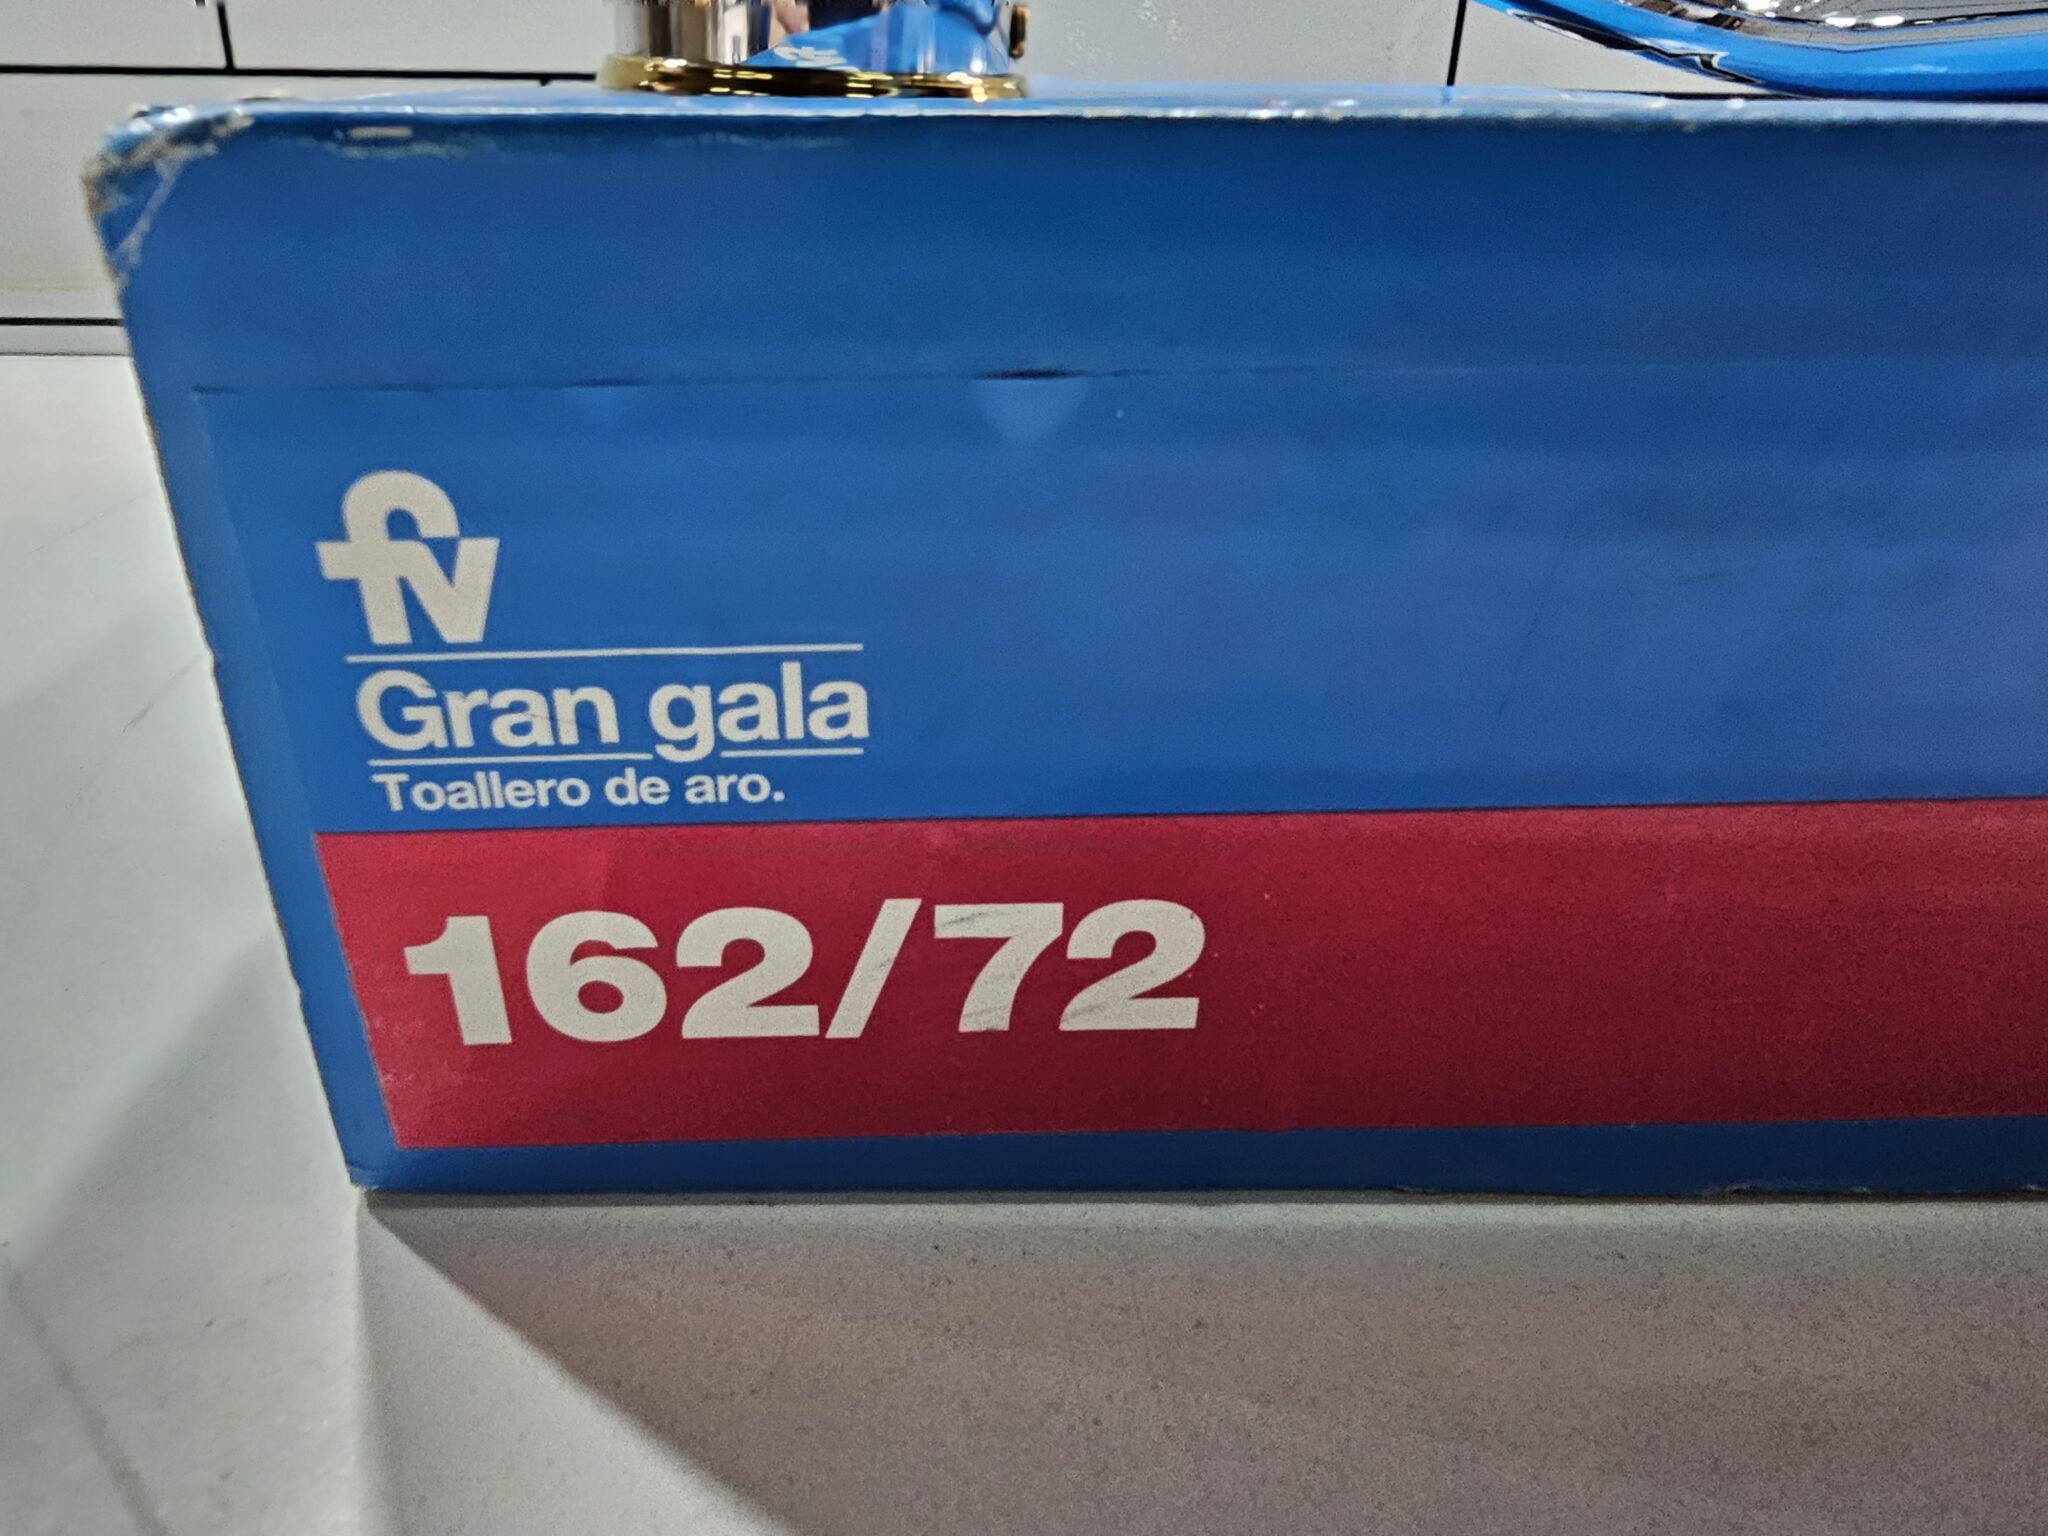 fv
Gran gala
Toallero de aro.
162/72